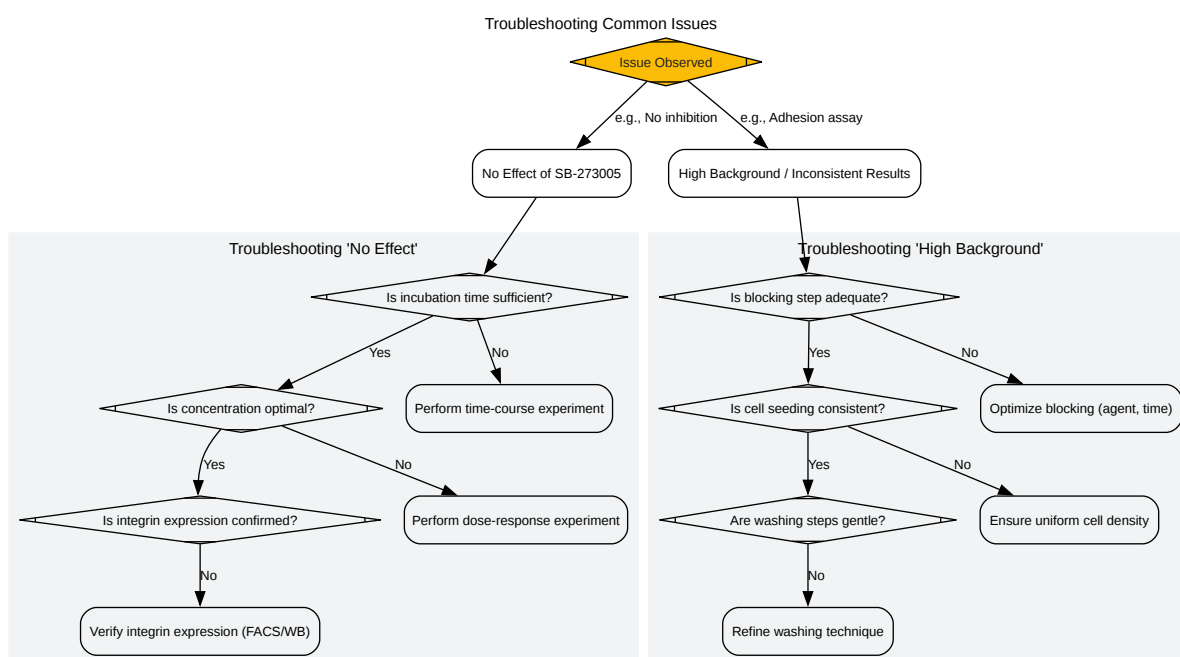 Troubleshooting Common Issues
Issue Observed
e.g., No inhibition
e.g., Adhesion assay
No Effect of SB-273005
High Background / Inconsistent Results
Troubleshooting 'No Effect'
Troubleshooting 'High Background'
Is incubation time sufficient?
Is blocking step adequate?
Yes
No
Yes
No
Is concentration optimal?
Perform time-course experiment
Is cell seeding consistent?
Optimize blocking (agent, time)
Yes
No
Yes
No
Is integrin expression confirmed?
Perform dose-response experiment
Are washing steps gentle?
Ensure uniform cell density
No
No
Verify integrin expression (FACS/WB)
Refine washing technique